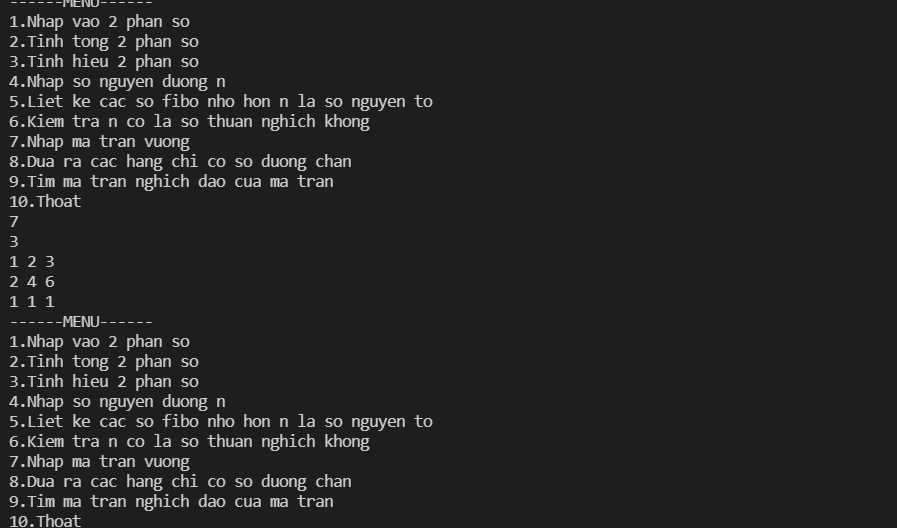 ------MENU------
1.Nhap vao 2 phan so
2.Tinh tong 2 phan so
3.Tinh hieu 2 phan so
4.Nhap so nguyen duong n
5.Liet ke cac so fibo nho hon n la so nguyen to
6.Kiem tra n co la so thuan nghich khong
7.Nhap ma tran vuong
8.Dua ra cac hang chi co so duong chan
9.Tim ma tran nghich dao cua ma tran
10.Thoat
7
3
1 2 3
2 4 6
1 1 1
------MENU------
1.Nhap vao 2 phan so
2.Tinh tong 2 phan so
3.Tinh hieu 2 phan so
4.Nhap so nguyen duong n
5.Liet ke cac so fibo nho hon n la so nguyen to
6.Kiem tra n co la so thuan nghich khong
7.Nhap ma tran vuong
8.Dua ra cac hang chi co so duong chan
9.Tim ma tran nghich dao cua ma tran
10.Thoat